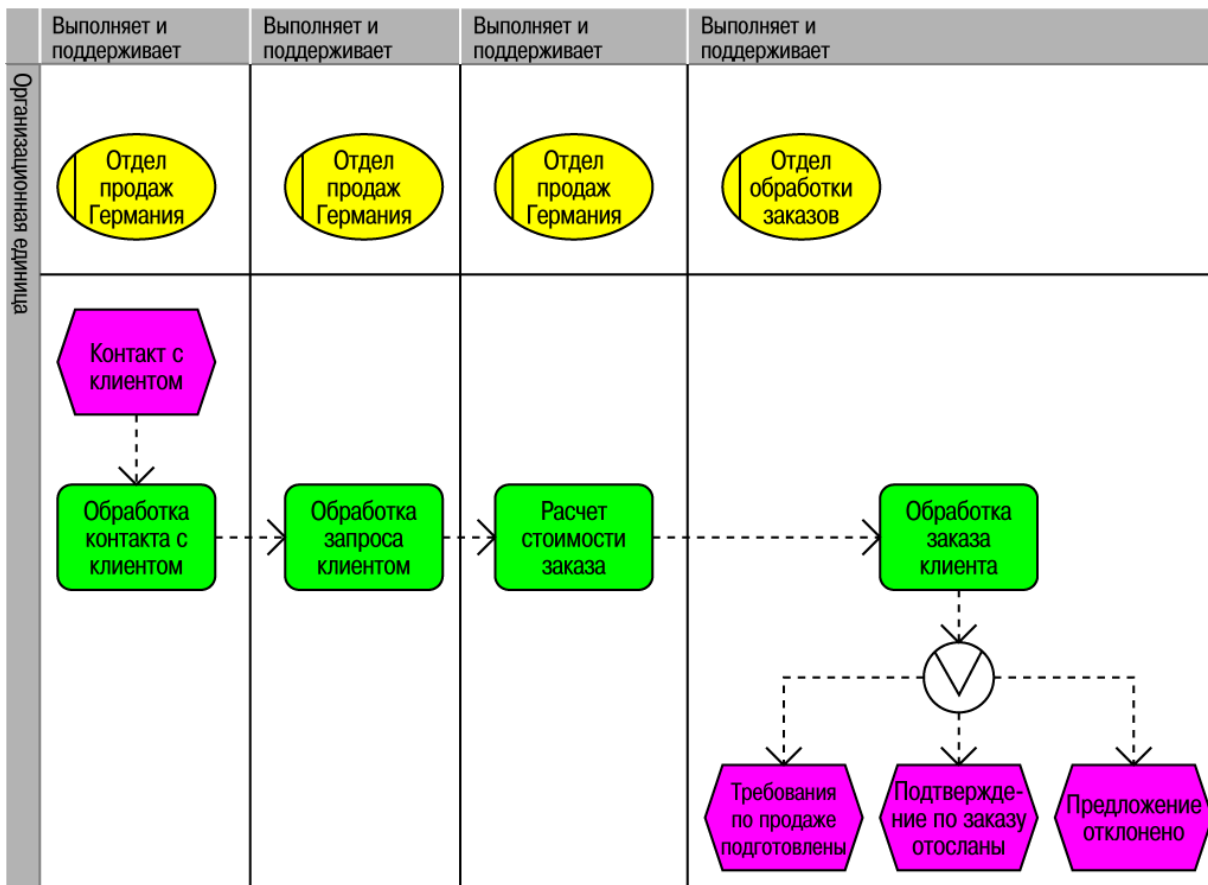 Выполняет и
поддерживает
Выполняет и
поддерживает
Выполняет и
поддерживает
Выполняет и
поддерживает
Организационная единица
Отдел
продаж
Германия
Отдел
продаж
Германия
Отдел
продаж
Германия
Отдел
обработки
заказов
Контакт с
клиентом
Обработка
контакта с
клиентом
Обработка
запроса
клиентом
Расчет
стоимости
заказа
Обработка
заказа
клиента
Требования
по продаже
подготовлены
Подтвержде-
ние по заказу
отосланы
Предложение
отклонено